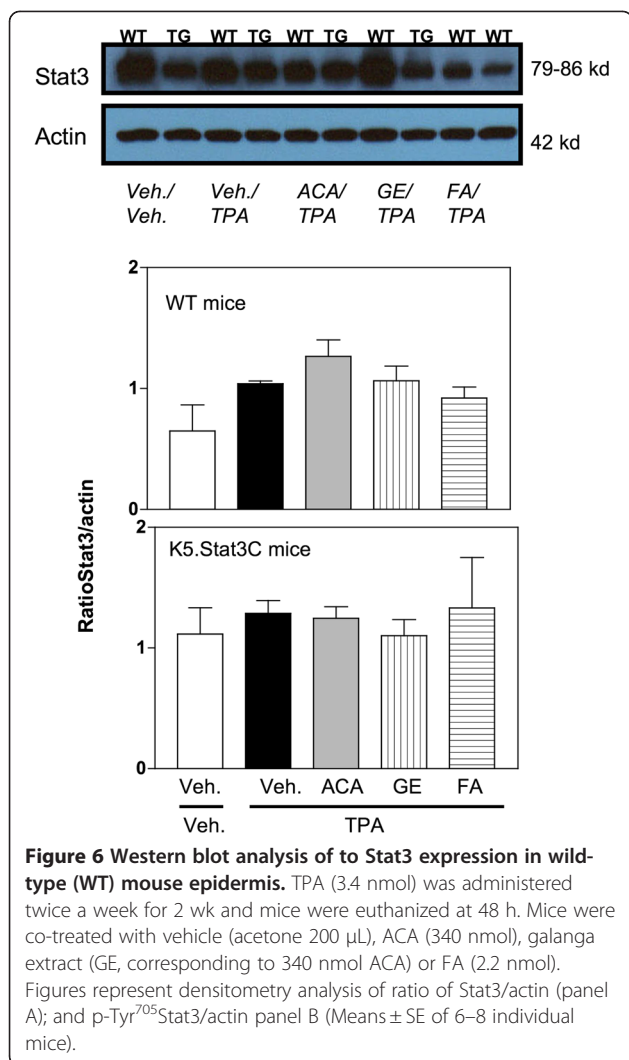 WT TG WT TG WT TG WT TG WT WT
Stat3
79-86 kd
Actin
42 kd
Veh./ Veh./ ACA/ GE/ FA/
Veh. TPA TPA TPA TPA
2
WT mice
1
0
2
K5.Stat3C mice
1
0
RatioStat3/actin
Veh. Veh. ACA GE FA
Veh. TPA
Figure 6 Western blot analysis of to Stat3 expression in wild-
type (WT) mouse epidermis. TPA (3.4 nmol) was administered
twice a week for 2 wk and mice were euthanized at 48 h. Mice were
co-treated with vehicle (acetone 200 μL), ACA (340 nmol), galanga
extract (GE, corresponding to 340 nmol ACA) or FA (2.2 nmol).
Figures represent densitometry analysis of ratio of Stat3/actin (panel
A); and p-Tyr⁷⁰⁵Stat3/actin panel B (Means ± SE of 6–8 individual
mice).